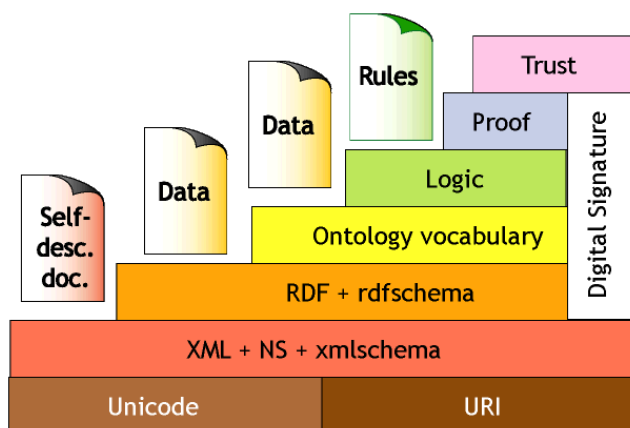 Trust
Rules
Proof
Data
Logic
Data
Digital Signature
Self-
desc.
doc.
Ontology vocabulary
RDF + rdfschema
XML + NS + xmlschema
Unicode
URI